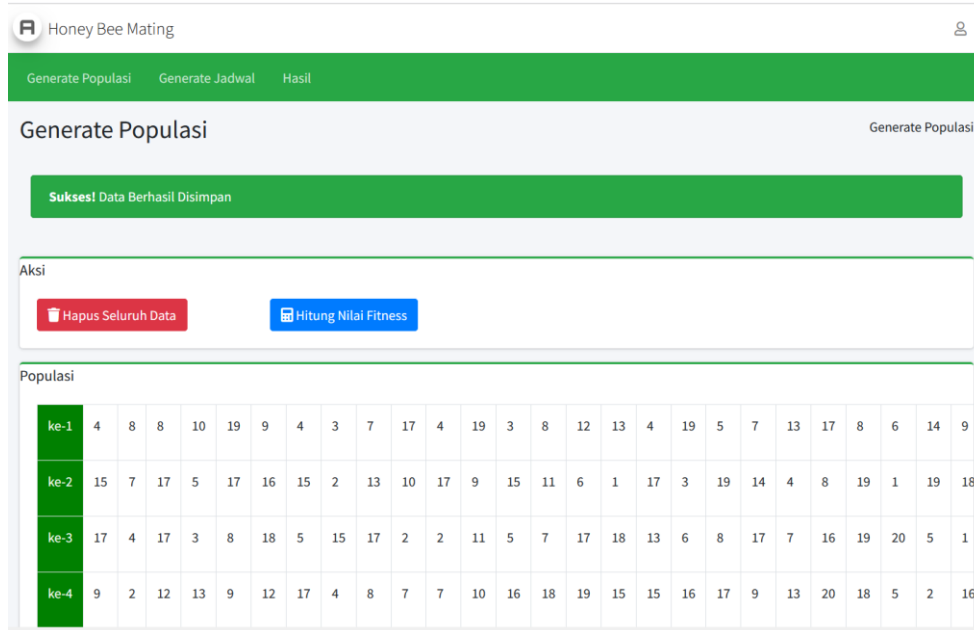 A Honey Bee Mating
Generate Populasi Generate Jadwal Hasil
Generate Populasi Generate Populasi
Sukses! Data Berhasil Disimpan
Aksi
Hapus Seluruh Data Hitung Nilai Fitness
Populasi
ke-1 4 8 8 10 19 9 4 3 7 17 4 19 3 8 12 13 4 19 5 7 13 17 8 6 14 9
ke-2 15 7 17 5 17 16 15 2 13 10 17 9 15 11 6 1 17 3 19 14 4 8 19 1 19 18
ke-3 17 4 17 3 8 18 5 15 17 2 2 11 5 7 17 18 13 6 8 17 7 16 19 20 5 1
ke-4 9 2 12 13 9 12 17 4 8 7 7 10 16 18 19 15 15 16 17 9 13 20 18 5 2 16